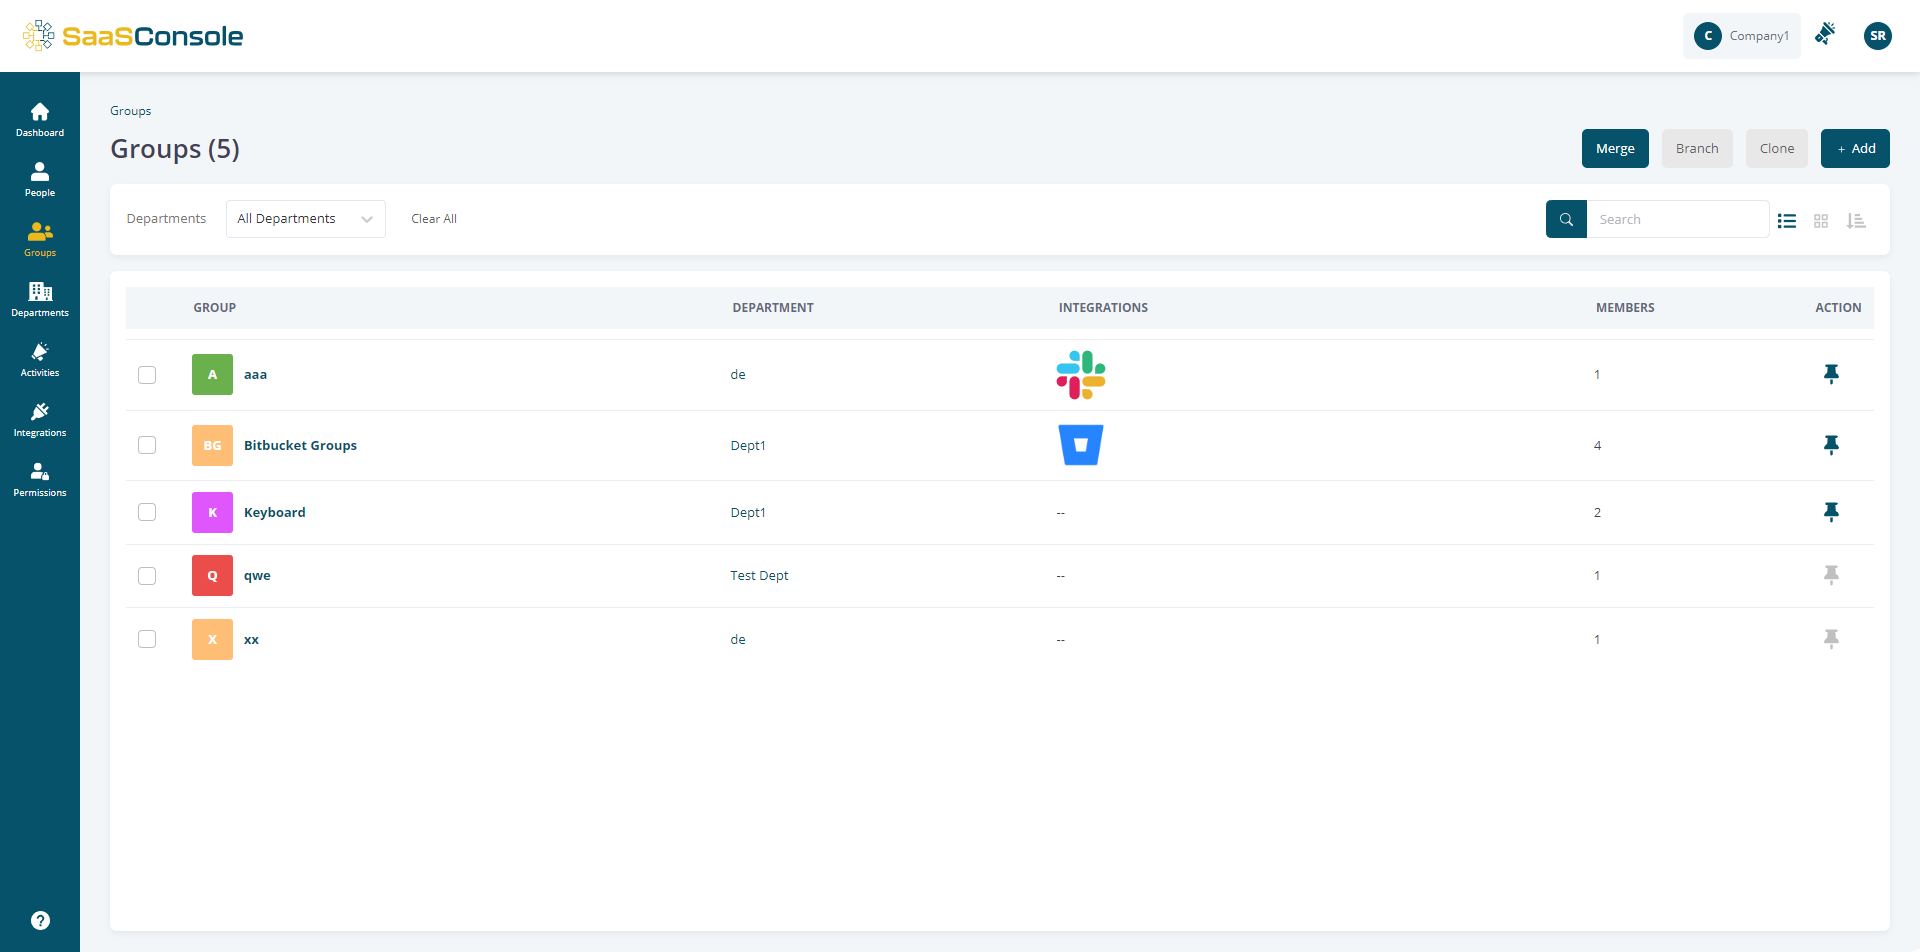 SaaSConsole
C Company1
SR
Dashboard
People
Groups
Departments
Activities
Integrations
Permissions
?
Groups
Groups (5)
Merge Branch Clone + Add
Departments All Departments Clear All
Search
GROUP DEPARTMENT INTEGRATIONS MEMBERS ACTION
A aaa de 1
BG Bitbucket Groups Dept1 4
K Keyboard Dept1 -- 2
Q qwe Test Dept -- 1
X xx de -- 1